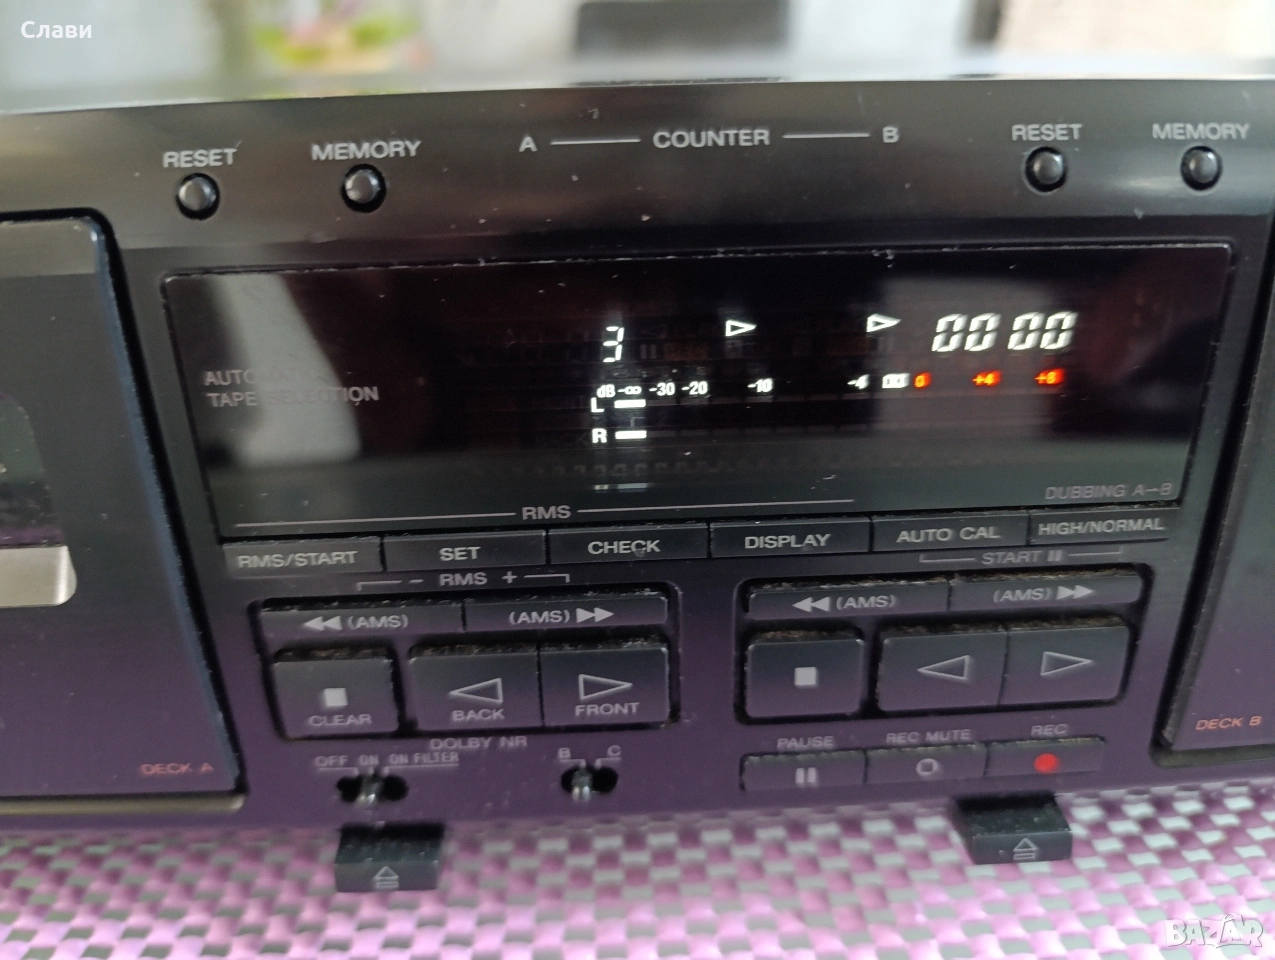 Слави
RESET MEMORY A COUNTER B RESET MEMORY
3 0000
dB -∞ -30 -20 -10 -4 0 +4 +8
L
R
AUTO
TAPE SELECTION
DUBBING A–B
RMS
RMS/START SET CHECK DISPLAY AUTO CAL HIGH/NORMAL
– RMS + START
(AMS) (AMS) (AMS) (AMS)
CLEAR BACK FRONT
DOLBY NR
OFF ON ON FILTER B C
PAUSE REC MUTE REC
DECK A DECK B
BAZAR